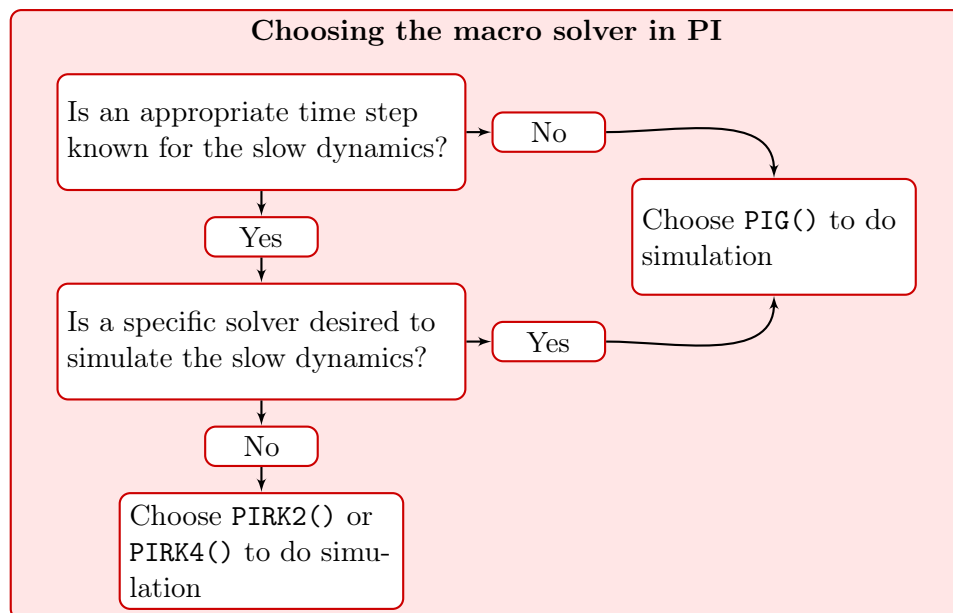 Choosing the macro solver in PI
Is an appropriate time step
known for the slow dynamics?
No
Choose PIG() to do
simulation
Yes
Is a specific solver desired to
simulate the slow dynamics?
Yes
No
Choose PIRK2() or
PIRK4() to do simu-
lation